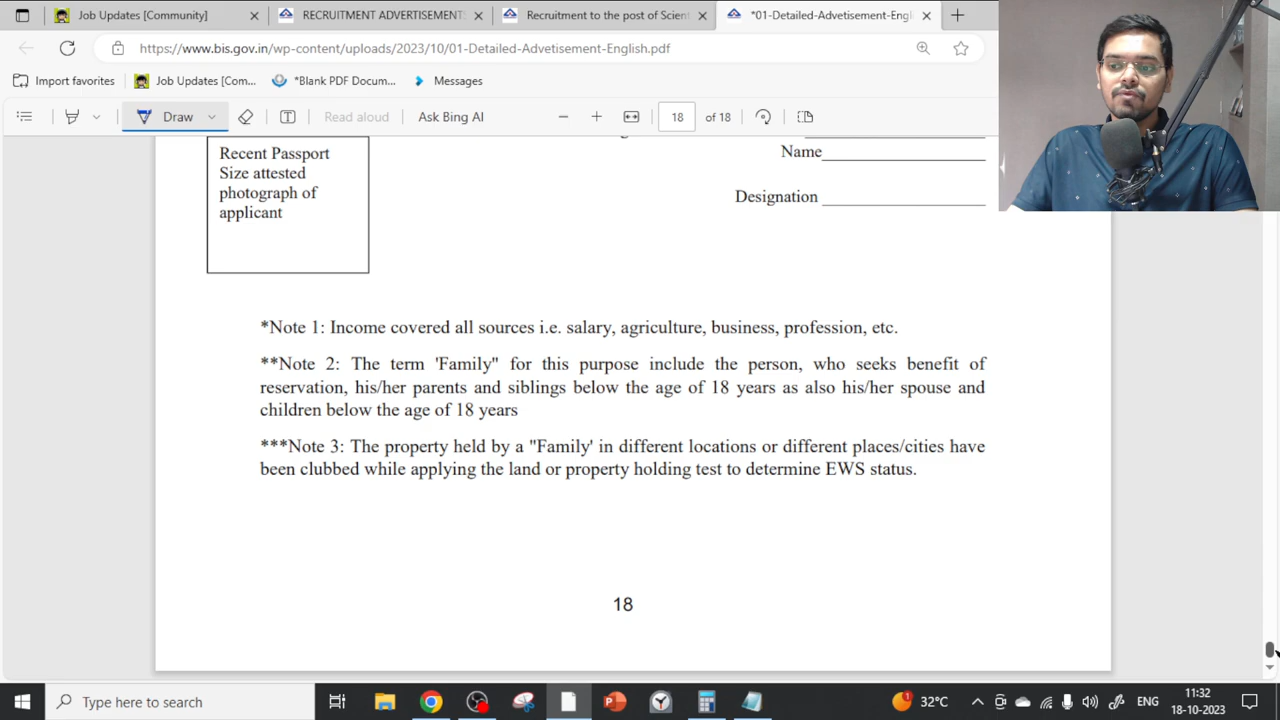 Job Updates [Community]
RECRUITMENT ADVERTISEMENT
Recruitment to the post of Scien
*01-Detailed-Advetisement-Engl
https://www.bis.gov.in/wp-content/uploads/2023/10/01-Detailed-Advetisement-English.pdf
Import favorites
Job Updates [Com...
*Blank PDF Docum...
Messages
Draw
Read aloud
Ask Bing AI
18
of 18
Recent Passport
Size attested
photograph of
applicant
Name
Designation
*Note 1: Income covered all sources i.e. salary, agriculture, business, profession, etc.
**Note 2: The term 'Family" for this purpose include the person, who seeks benefit of
reservation, his/her parents and siblings below the age of 18 years as also his/her spouse and
children below the age of 18 years
***Note 3: The property held by a "Family' in different locations or different places/cities have
been clubbed while applying the land or property holding test to determine EWS status.
18
Type here to search
1
32°C
ENG
11:32
18-10-2023